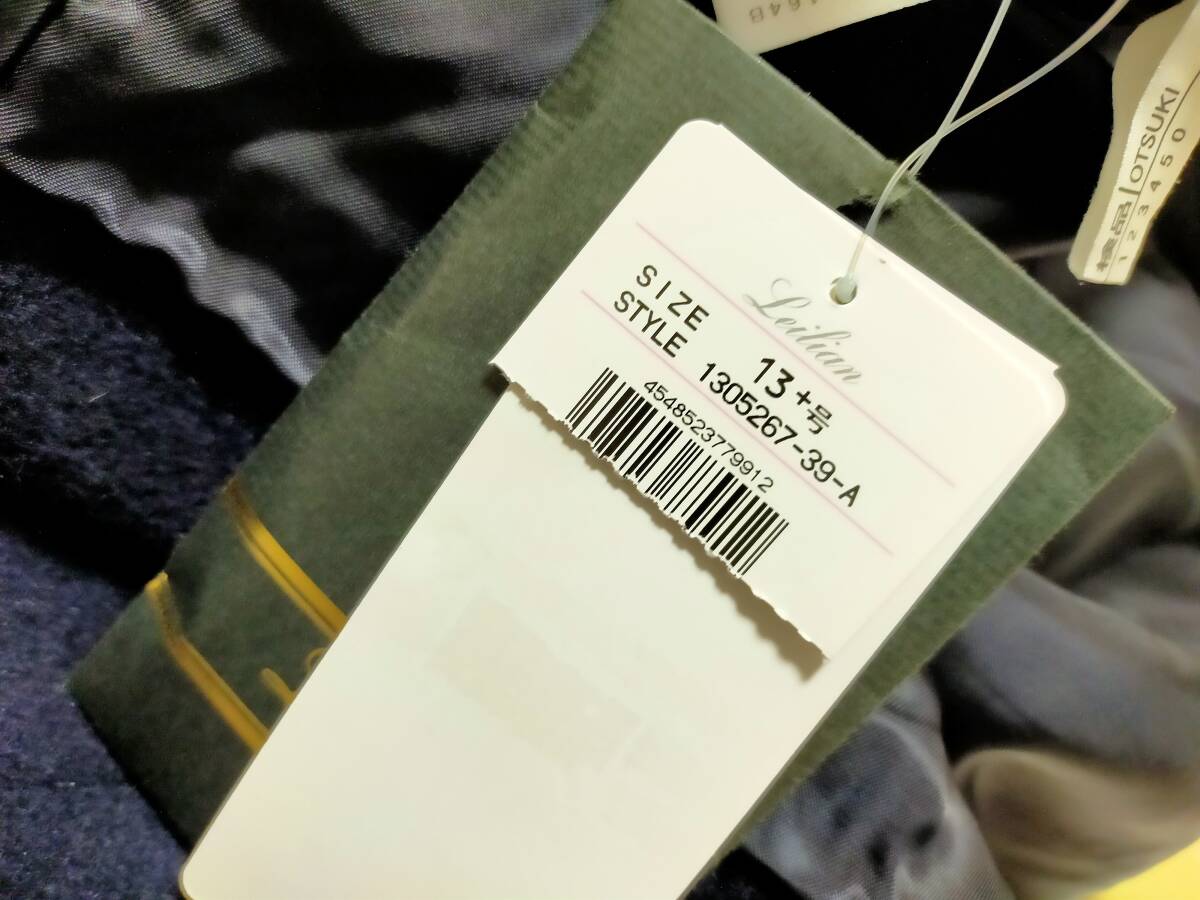 Leilian
SIZE 13+号
STYLE 1305267-39-A
4548523779912
検品 OTSUKI
1 2 3 4 5 0